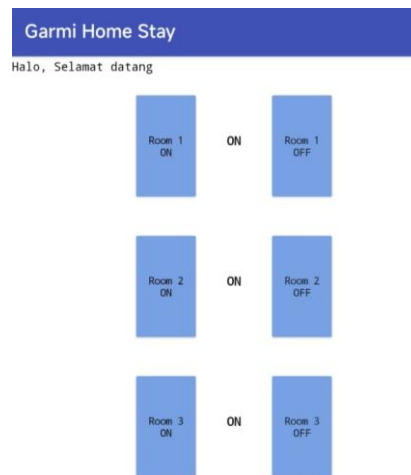 Garmi Home Stay
Halo, Selamat datang
Room 1
ON
ON
Room 1
OFF
Room 2
ON
ON
Room 2
OFF
Room 3
ON
ON
Room 3
OFF